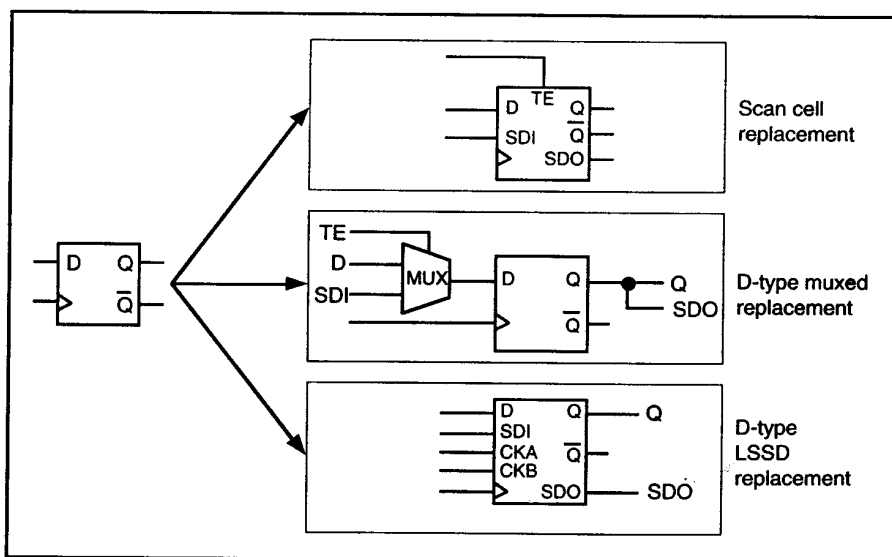 TE
D Q
SDI Q
SDO
Scan cell
replacement
D Q
Q
TE
D
SDI
MUX
D Q
Q
Q
SDO
D-type muxed
replacement
D Q
SDI
CKA Q
CKB
SDO
Q
SDO
D-type
LSSD
replacement